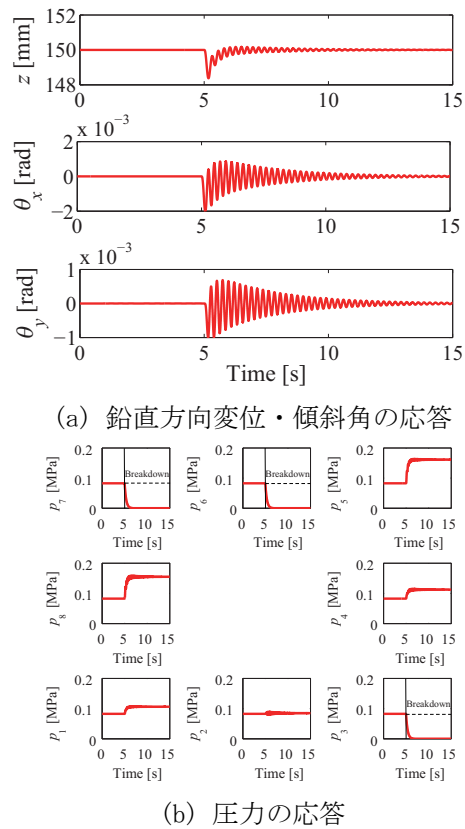 152
150
148
z [mm]
0 5 10 15
x 10⁻³
2
0
−2
θx [rad]
0 5 10 15
x 10⁻³
1
0
−1
θy [rad]
0 5 10 15
Time [s]
(a) 鉛直方向変位・傾斜角の応答
0.2 0.2 0.2
Breakdown Breakdown
0.1 0.1 0.1
p7 [MPa] p6 [MPa] p5 [MPa]
0 0 0
0 5 10 15 0 5 10 15 0 5 10 15
Time [s] Time [s] Time [s]
0.2 0.2
0.1 0.1
p8 [MPa] p4 [MPa]
0 0
0 5 10 15 0 5 10 15
Time [s] Time [s]
0.2 0.2 0.2
Breakdown
0.1 0.1 0.1
p1 [MPa] p2 [MPa] p3 [MPa]
0 0 0
0 5 10 15 0 5 10 15 0 5 10 15
Time [s] Time [s] Time [s]
(b) 圧力の応答